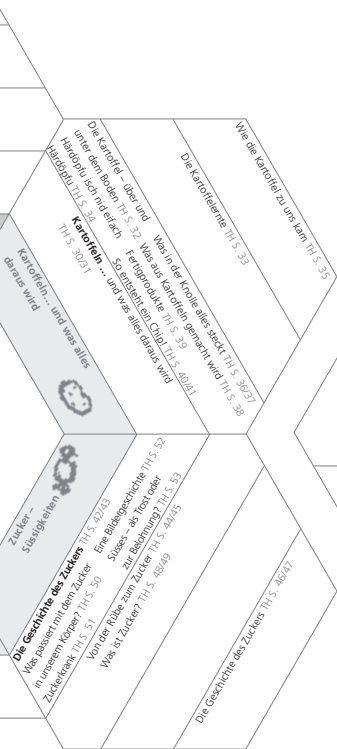 Wie die Kartoffel zu uns kam TH S. 35
Die Kartoffelernte TH S. 33
Die Kartoffel – über und
unter dem Boden TH S. 32
Härdöpfu isch nid eifach
Härdöpfu TH S. 34
Was in der Knolle alles steckt TH S. 36/37
Was aus Kartoffeln gemacht wird TH S. 38
Fertigprodukte TH S. 39
So entsteht ein Chip! TH S. 40/41
Kartoffeln ... und was alles daraus wird
TH S. 30/31
Kartoffeln... und was alles
daraus wird
Zucker –
Süssigkeiten
Die Geschichte des Zuckers TH S. 42/43
Was passiert mit dem Zucker
in unserem Körper? TH S. 50
Zuckerkrank TH S. 51
Eine Bildergeschichte TH S. 52
Süsses – als Trost oder
zur Belohnung? TH S. 53
Von der Rübe zum Zucker TH S. 44/45
Was ist Zucker? TH S. 48/49
Die Geschichte des Zuckers TH S. 46/47